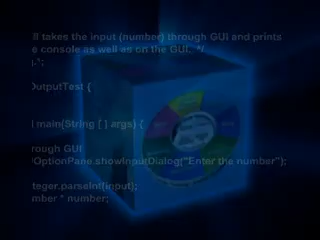 takes the input (number) through GUI and prints
e console as well as on the GUI. */
OutputTest {
main(String [ ] args) {
rough GUI
OptionPane.showInputDialog("Enter the number");
teger.parseInt(input);
mber * number;